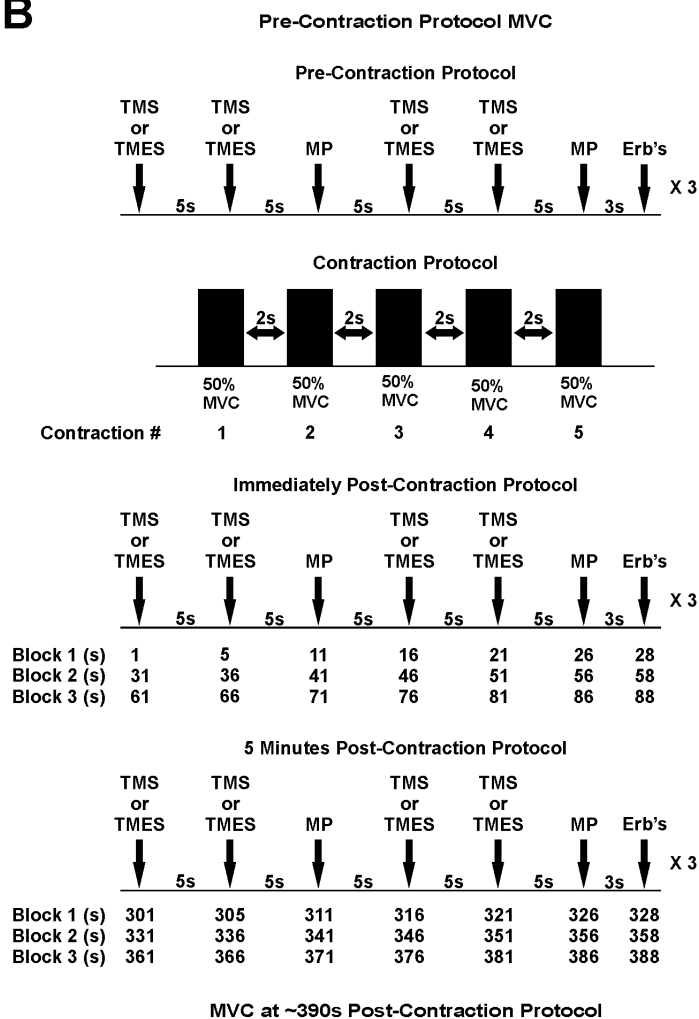 B
Pre-Contraction Protocol MVC
Pre-Contraction Protocol
TMS TMS TMS TMS
or or or or
TMES TMES MP TMES TMES MP Erb's
X 3
5s 5s 5s 5s 5s 3s
Contraction Protocol
2s 2s 2s 2s
50% 50% 50% 50% 50%
MVC MVC MVC MVC MVC
Contraction # 1 2 3 4 5
Immediately Post-Contraction Protocol
TMS TMS TMS TMS
or or or or
TMES TMES MP TMES TMES MP Erb's
X 3
5s 5s 5s 5s 5s 3s
Block 1 (s) 1 5 11 16 21 26 28
Block 2 (s) 31 36 41 46 51 56 58
Block 3 (s) 61 66 71 76 81 86 88
5 Minutes Post-Contraction Protocol
TMS TMS TMS TMS
or or or or
TMES TMES MP TMES TMES MP Erb's
X 3
5s 5s 5s 5s 5s 3s
Block 1 (s) 301 305 311 316 321 326 328
Block 2 (s) 331 336 341 346 351 356 358
Block 3 (s) 361 366 371 376 381 386 388
MVC at ~390s Post-Contraction Protocol